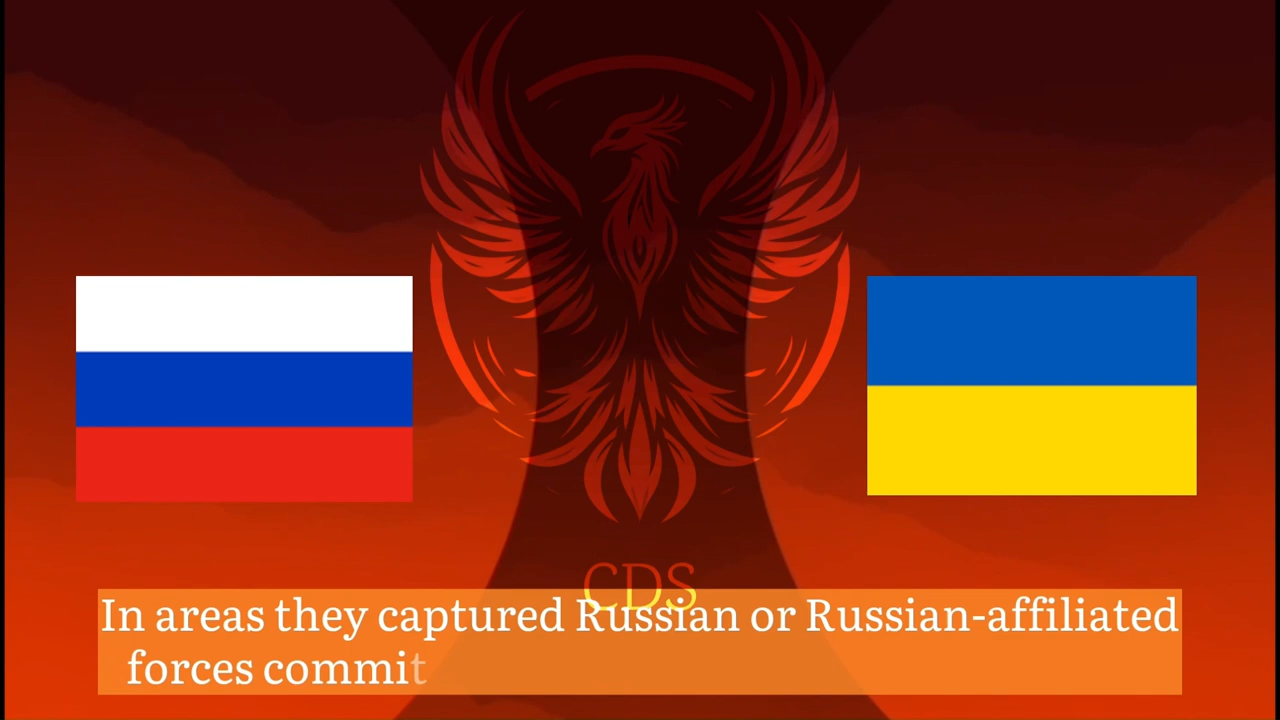 CDS
In areas they captured Russian or Russian-affiliated
forces commit